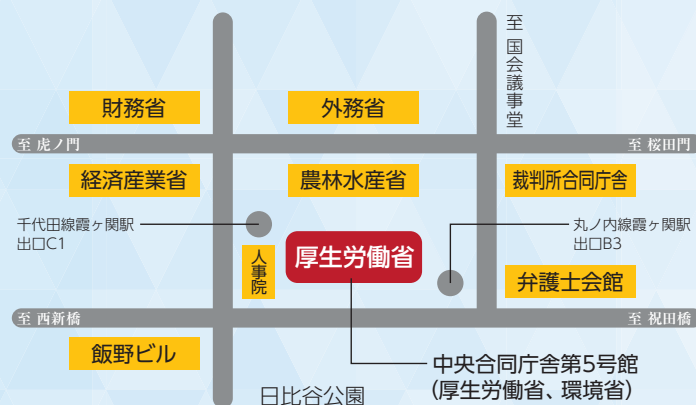 至 国会議事堂
財務省
外務省
至 虎ノ門
至 桜田門
経済産業省
農林水産省
裁判所合同庁舎
千代田線霞ヶ関駅
出口C1
丸ノ内線霞ヶ関駅
出口B3
人事院
厚生労働省
弁護士会館
至 西新橋
至 祝田橋
飯野ビル
中央合同庁舎第5号館
(厚生労働省、環境省)
日比谷公園